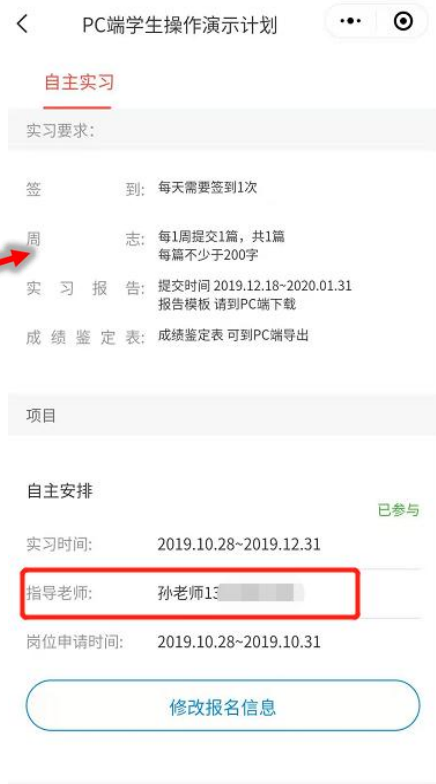 PC端学生操作演示计划
自主实习
实习要求:
签到: 每天需要签到1次
周志: 每1周提交1篇，共1篇
每篇不少于200字
实习报告: 提交时间 2019.12.18~2020.01.31
报告模板 请到PC端下载
成绩鉴定表: 成绩鉴定表 可到PC端导出
项目
自主安排
已参与
实习时间: 2019.10.28~2019.12.31
指导老师: 孙老师13
岗位申请时间: 2019.10.28~2019.10.31
修改报名信息